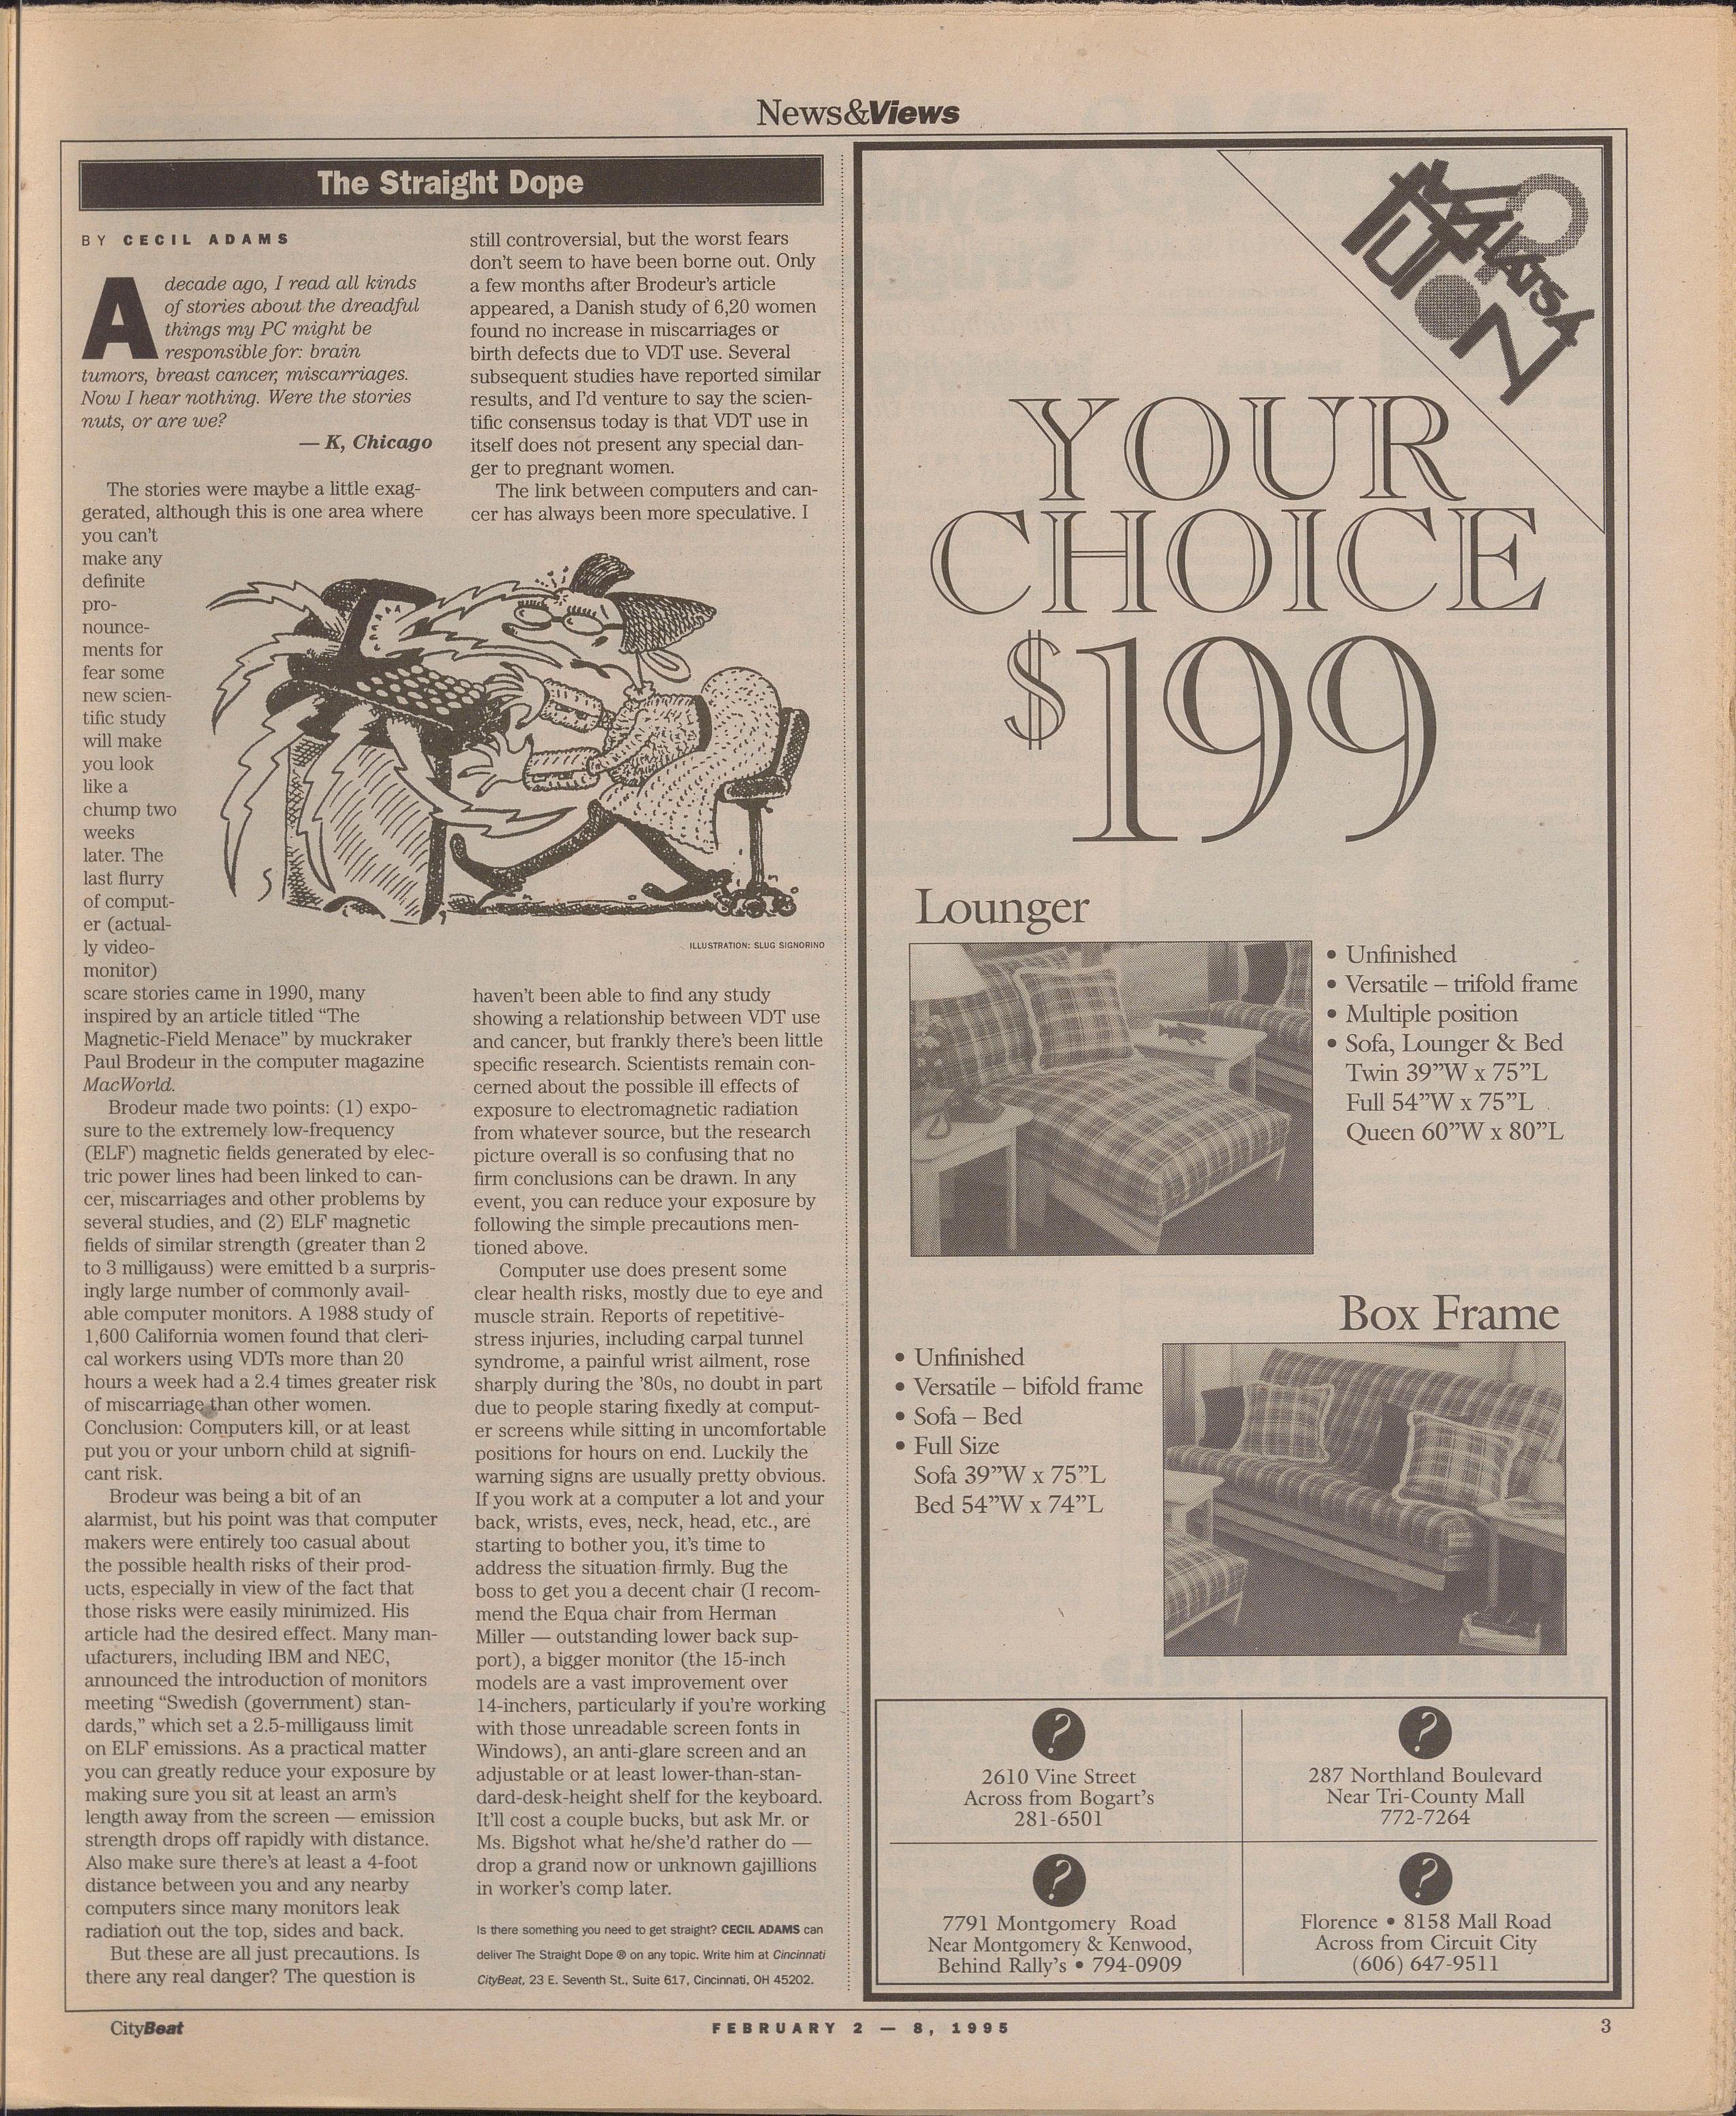 News&Views
The Straight Dope
BY CECIL ADAMS
A decade ago, I read all kinds
of stories about the dreadful
things my PC might be
responsible for: brain
tumors, breast cancer, miscarriages.
Now I hear nothing. Were the stories
nuts, or are we?
— K, Chicago
The stories were maybe a little exag-
gerated, although this is one area where
you can't
make any
definite
pro-
nounce-
ments for
fear some
new scien-
tific study
will make
you look
like a
chump two
weeks
later. The
last flurry
of comput-
er (actual-
ly video-
monitor)
scare stories came in 1990, many
inspired by an article titled “The
Magnetic-Field Menace” by muckraker
Paul Brodeur in the computer magazine
MacWorld.
Brodeur made two points: (1) expo-
sure to the extremely low-frequency
(ELF) magnetic fields generated by elec-
tric power lines had been linked to can-
cer, miscarriages and other problems by
several studies, and (2) ELF magnetic
fields of similar strength (greater than 2
to 3 milligauss) were emitted b a surpris-
ingly large number of commonly avail-
able computer monitors. A 1988 study of
1,600 California women found that cleri-
cal workers using VDTs more than 20
hours a week had a 2.4 times greater risk
of miscarriage than other women.
Conclusion: Computers kill, or at least
put you or your unborn child at signifi-
cant risk.
Brodeur was being a bit of an
alarmist, but his point was that computer
makers were entirely too casual about
the possible health risks of their prod-
ucts, especially in view of the fact that
those risks were easily minimized. His
article had the desired effect. Many man-
ufacturers, including IBM and NEC,
announced the introduction of monitors
meeting “Swedish (government) stan-
dards,” which set a 2.5-milligauss limit
on ELF emissions. As a practical matter
you can greatly reduce your exposure by
making sure you sit at least an arm's
length away from the screen — emission
strength drops off rapidly with distance.
Also make sure there's at least a 4-foot
distance between you and any nearby
computers since many monitors leak
radiation out the top, sides and back.
But these are all just precautions. Is
there any real danger? The question is
still controversial, but the worst fears
don't seem to have been borne out. Only
a few months after Brodeur's article
appeared, a Danish study of 6,20 women
found no increase in miscarriages or
birth defects due to VDT use. Several
subsequent studies have reported similar
results, and I'd venture to say the scien-
tific consensus today is that VDT use in
itself does not present any special dan-
ger to pregnant women.
The link between computers and can-
cer has always been more speculative. I
ILLUSTRATION: SLUG SIGNORINO
haven't been able to find any study
showing a relationship between VDT use
and cancer, but frankly there's been little
specific research. Scientists remain con-
cerned about the possible ill effects of
exposure to electromagnetic radiation
from whatever source, but the research
picture overall is so confusing that no
firm conclusions can be drawn. In any
event, you can reduce your exposure by
following the simple precautions men-
tioned above.
Computer use does present some
clear health risks, mostly due to eye and
muscle strain. Reports of repetitive-
stress injuries, including carpal tunnel
syndrome, a painful wrist ailment, rose
sharply during the '80s, no doubt in part
due to people staring fixedly at comput-
er screens while sitting in uncomfortable
positions for hours on end. Luckily the
warning signs are usually pretty obvious.
If you work at a computer a lot and your
back, wrists, eves, neck, head, etc., are
starting to bother you, it's time to
address the situation firmly. Bug the
boss to get you a decent chair (I recom-
mend the Equa chair from Herman
Miller — outstanding lower back sup-
port), a bigger monitor (the 15-inch
models are a vast improvement over
14-inchers, particularly if you're working
with those unreadable screen fonts in
Windows), an anti-glare screen and an
adjustable or at least lower-than-stan-
dard-desk-height shelf for the keyboard.
It'll cost a couple bucks, but ask Mr. or
Ms. Bigshot what he/she'd rather do —
drop a grand now or unknown gajillions
in worker's comp later.
Is there something you need to get straight? CECIL ADAMS can
deliver The Straight Dope ® on any topic. Write him at Cincinnati
CityBeat, 23 E. Seventh St., Suite 617, Cincinnati, OH 45202.
WHATSA
FUTON
YOUR
CHOICE
$199
Lounger
• Unfinished
• Versatile – trifold frame
• Multiple position
• Sofa, Lounger & Bed
Twin 39”W x 75”L
Full 54”W x 75”L
Queen 60”W x 80”L
Box Frame
• Unfinished
• Versatile – bifold frame
• Sofa – Bed
• Full Size
Sofa 39”W x 75”L
Bed 54”W x 74”L
?
2610 Vine Street
Across from Bogart's
281-6501
?
287 Northland Boulevard
Near Tri-County Mall
772-7264
?
7791 Montgomery Road
Near Montgomery & Kenwood,
Behind Rally's • 794-0909
?
Florence • 8158 Mall Road
Across from Circuit City
(606) 647-9511
CityBeat
FEBRUARY 2 — 8, 1995
3